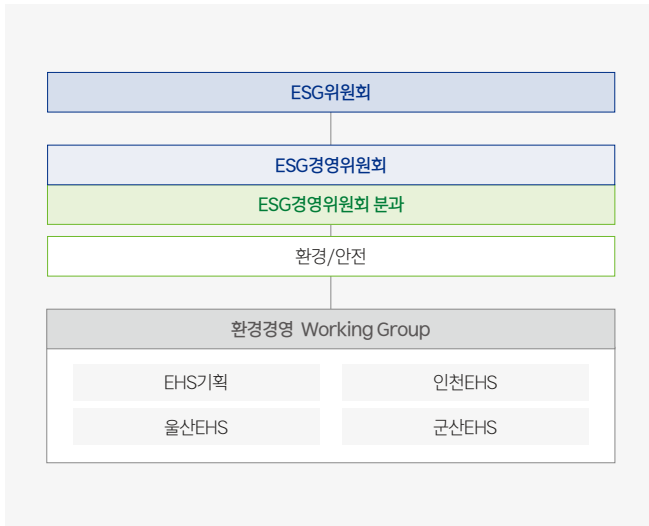 ESG위원회
ESG경영위원회
ESG경영위원회 분과
환경/안전
환경경영 Working Group
EHS기획
인천EHS
울산EHS
군산EHS